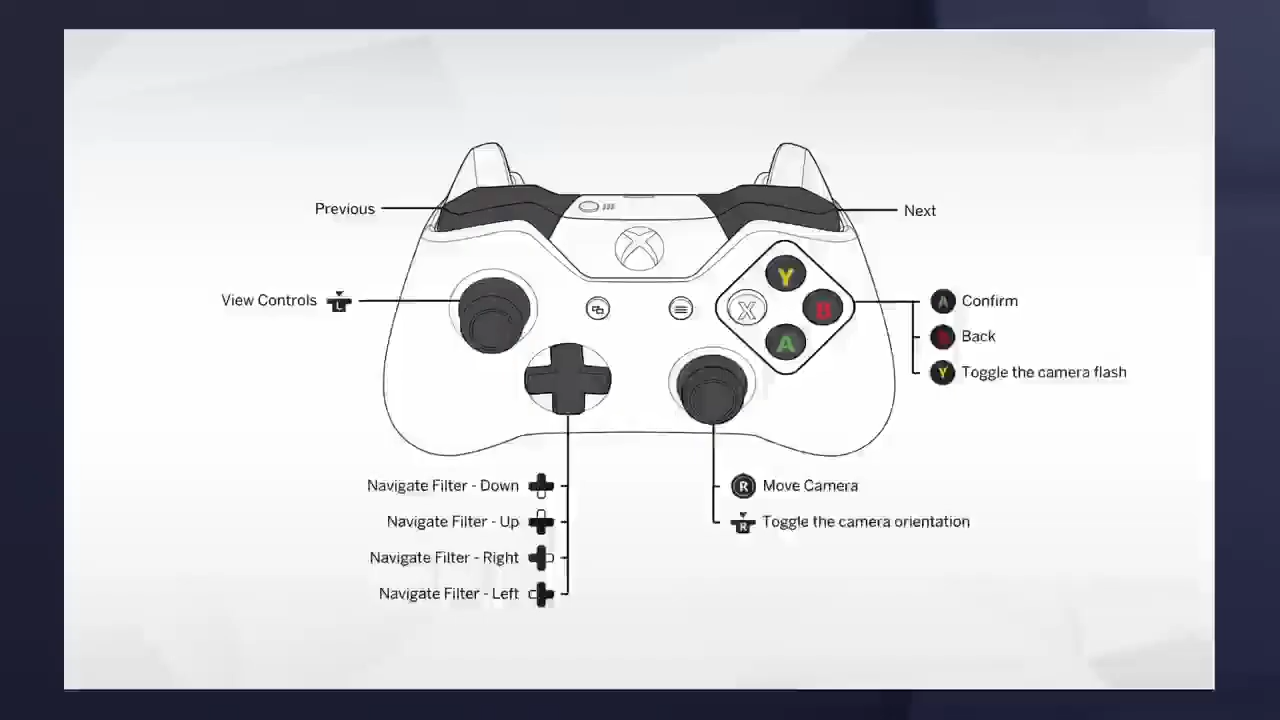 Previous
Next
Y
X
B
A
View Controls L
A Confirm
B Back
Y Toggle the camera flash
Navigate Filter - Down
Navigate Filter - Up
Navigate Filter - Right
Navigate Filter - Left
R Move Camera
R Toggle the camera orientation